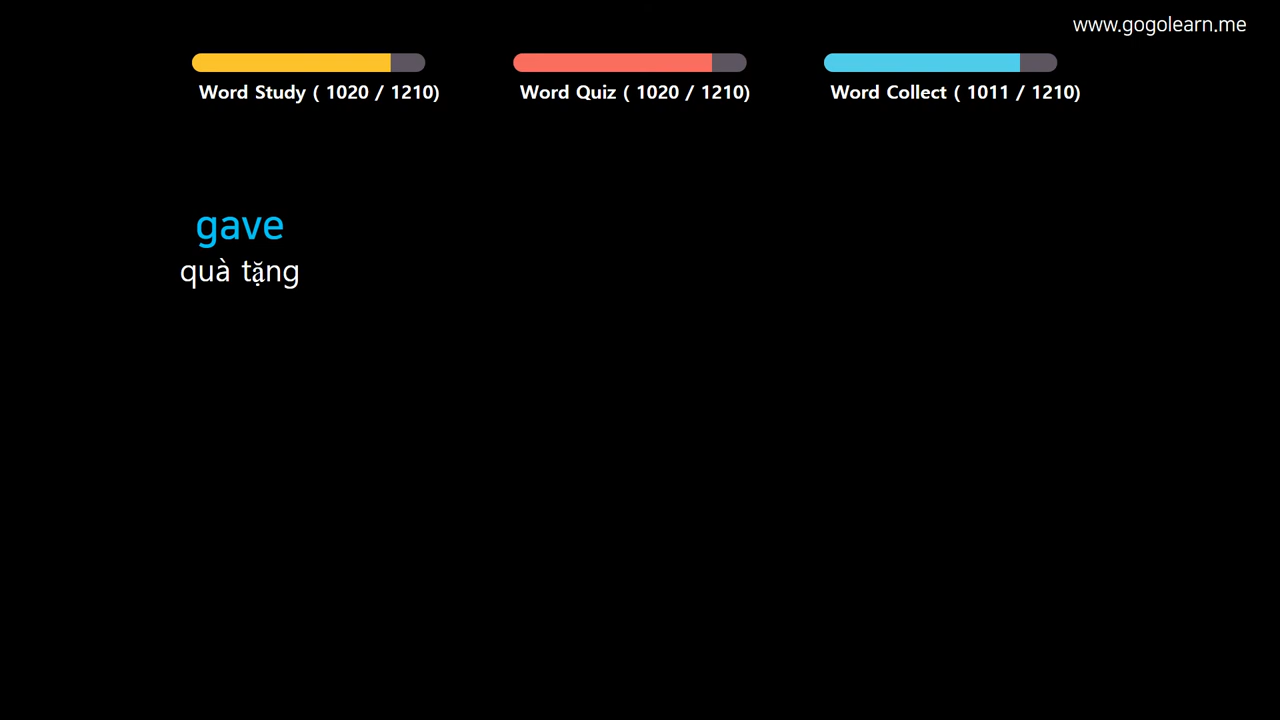 www.gogolearn.me
Word Study ( 1020 / 1210)
Word Quiz ( 1020 / 1210)
Word Collect ( 1011 / 1210)
gave
quà tặng